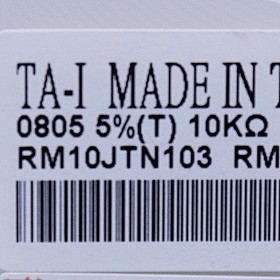 TA-I MADE IN T
0805 5%(T) 10KΩ
RM10JTN103 RM